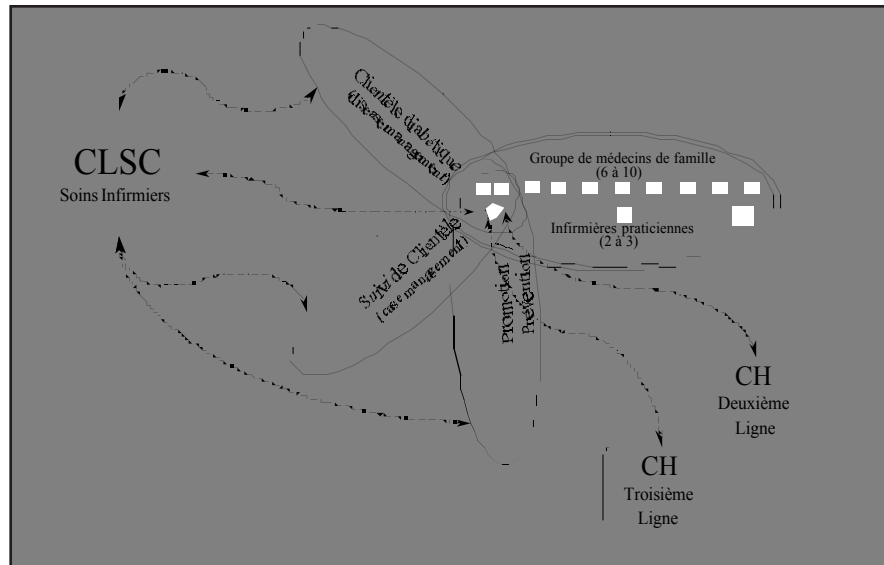 Clientèle diabétique
(disease management)
CLSC
Soins Infirmiers
Groupe de médecins de famille
(6 à 10)
Infirmières praticiennes
(2 à 3)
Suivi de Clientèle
(case management)
Promotion
Prévention
CH
Deuxième
Ligne
CH
Troisième
Ligne